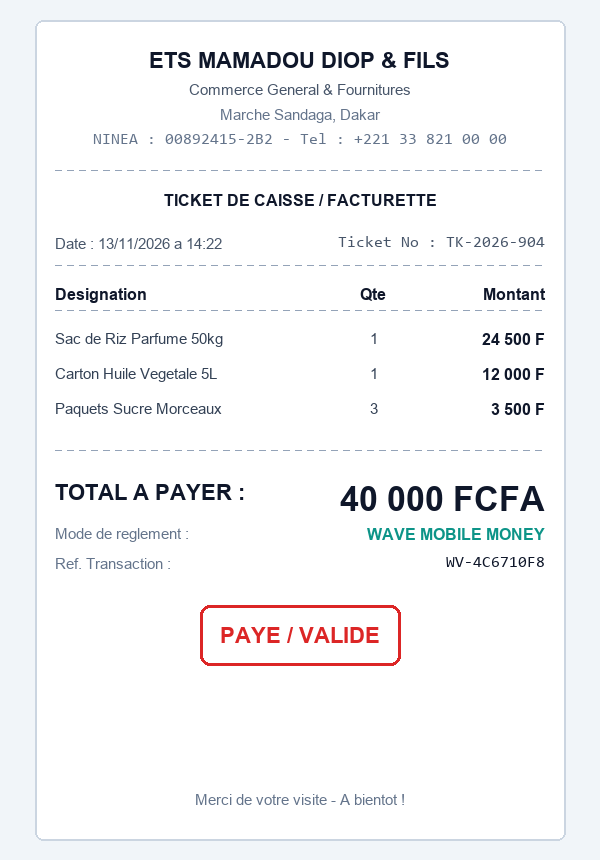 ETS MAMADOU DIOP & FILS
Commerce General & Fournitures
Marche Sandaga, Dakar
NINEA : 00892415-2B2 - Tel : +221 33 821 00 00
TICKET DE CAISSE / FACTURETTE
Date : 13/11/2026 a 14:22 Ticket No : TK-2026-904
Designation Qte Montant
Sac de Riz Parfume 50kg 1 24 500 F
Carton Huile Vegetale 5L 1 12 000 F
Paquets Sucre Morceaux 3 3 500 F
TOTAL A PAYER : 40 000 FCFA
Mode de reglement : WAVE MOBILE MONEY
Ref. Transaction : WV-4C6710F8
PAYE / VALIDE
Merci de votre visite - A bientot !